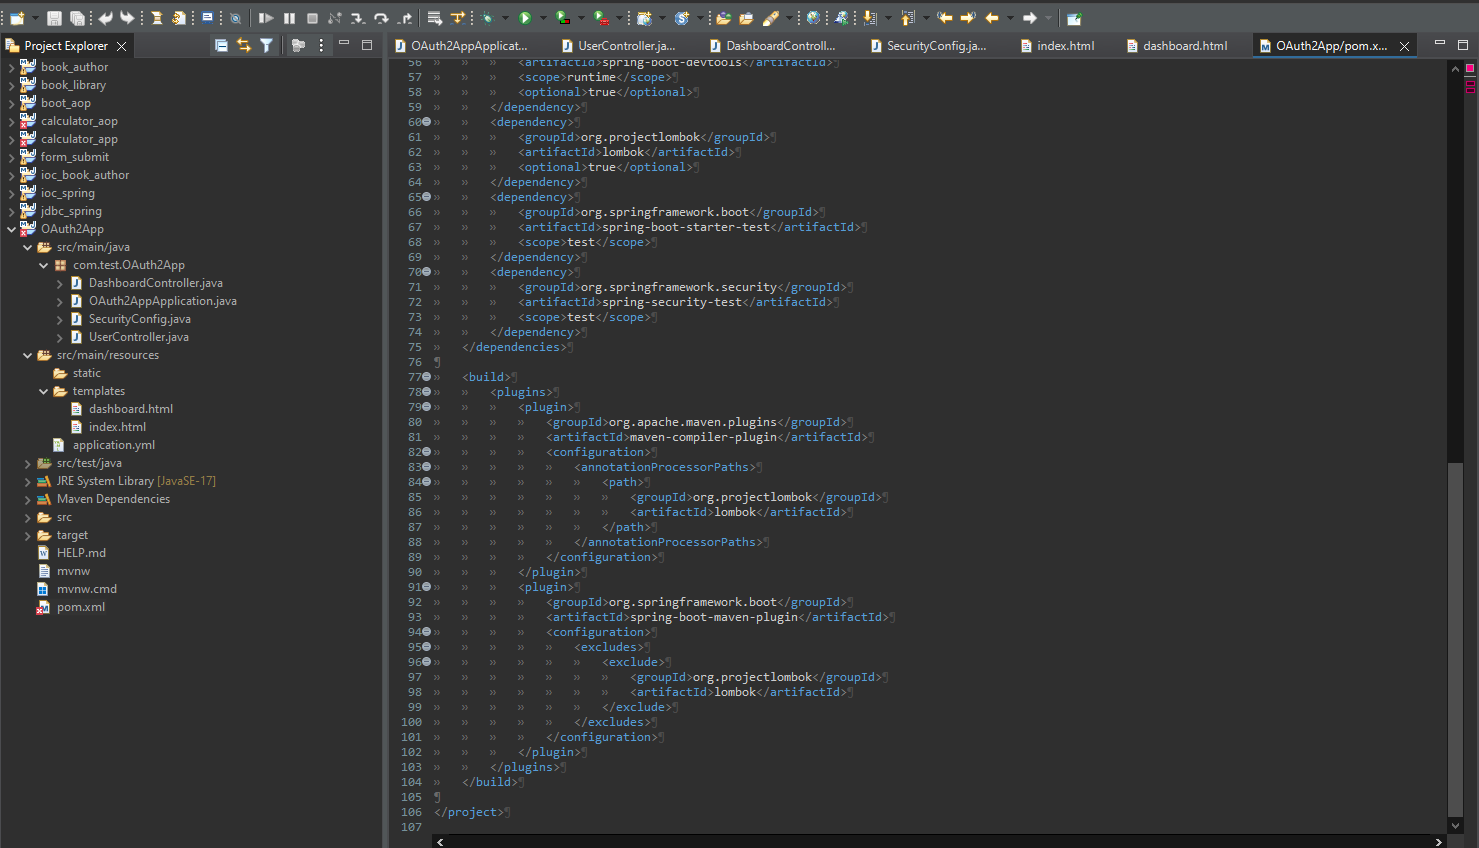 Project Explorer
book_author
book_library
boot_aop
calculator_aop
calculator_app
form_submit
ioc_book_author
ioc_spring
jdbc_spring
OAuth2App
src/main/java
com.test.OAuth2App
DashboardController.java
OAuth2AppApplication.java
SecurityConfig.java
UserController.java
src/main/resources
static
templates
dashboard.html
index.html
application.yml
src/test/java
JRE System Library [JavaSE-17]
Maven Dependencies
src
target
HELP.md
mvnw
mvnw.cmd
pom.xml
OAuth2AppApplicat... UserController.ja... DashboardControll... SecurityConfig.ja... index.html dashboard.html OAuth2App/pom.x...
56 <artifactId>spring-boot-devtools</artifactId>
57 <scope>runtime</scope>
58 <optional>true</optional>
59 </dependency>
60 <dependency>
61 <groupId>org.projectlombok</groupId>
62 <artifactId>lombok</artifactId>
63 <optional>true</optional>
64 </dependency>
65 <dependency>
66 <groupId>org.springframework.boot</groupId>
67 <artifactId>spring-boot-starter-test</artifactId>
68 <scope>test</scope>
69 </dependency>
70 <dependency>
71 <groupId>org.springframework.security</groupId>
72 <artifactId>spring-security-test</artifactId>
73 <scope>test</scope>
74 </dependency>
75 </dependencies>
76
77 <build>
78 <plugins>
79 <plugin>
80 <groupId>org.apache.maven.plugins</groupId>
81 <artifactId>maven-compiler-plugin</artifactId>
82 <configuration>
83 <annotationProcessorPaths>
84 <path>
85 <groupId>org.projectlombok</groupId>
86 <artifactId>lombok</artifactId>
87 </path>
88 </annotationProcessorPaths>
89 </configuration>
90 </plugin>
91 <plugin>
92 <groupId>org.springframework.boot</groupId>
93 <artifactId>spring-boot-maven-plugin</artifactId>
94 <configuration>
95 <excludes>
96 <exclude>
97 <groupId>org.projectlombok</groupId>
98 <artifactId>lombok</artifactId>
99 </exclude>
100 </excludes>
101 </configuration>
102 </plugin>
103 </plugins>
104 </build>
105
106 </project>
107